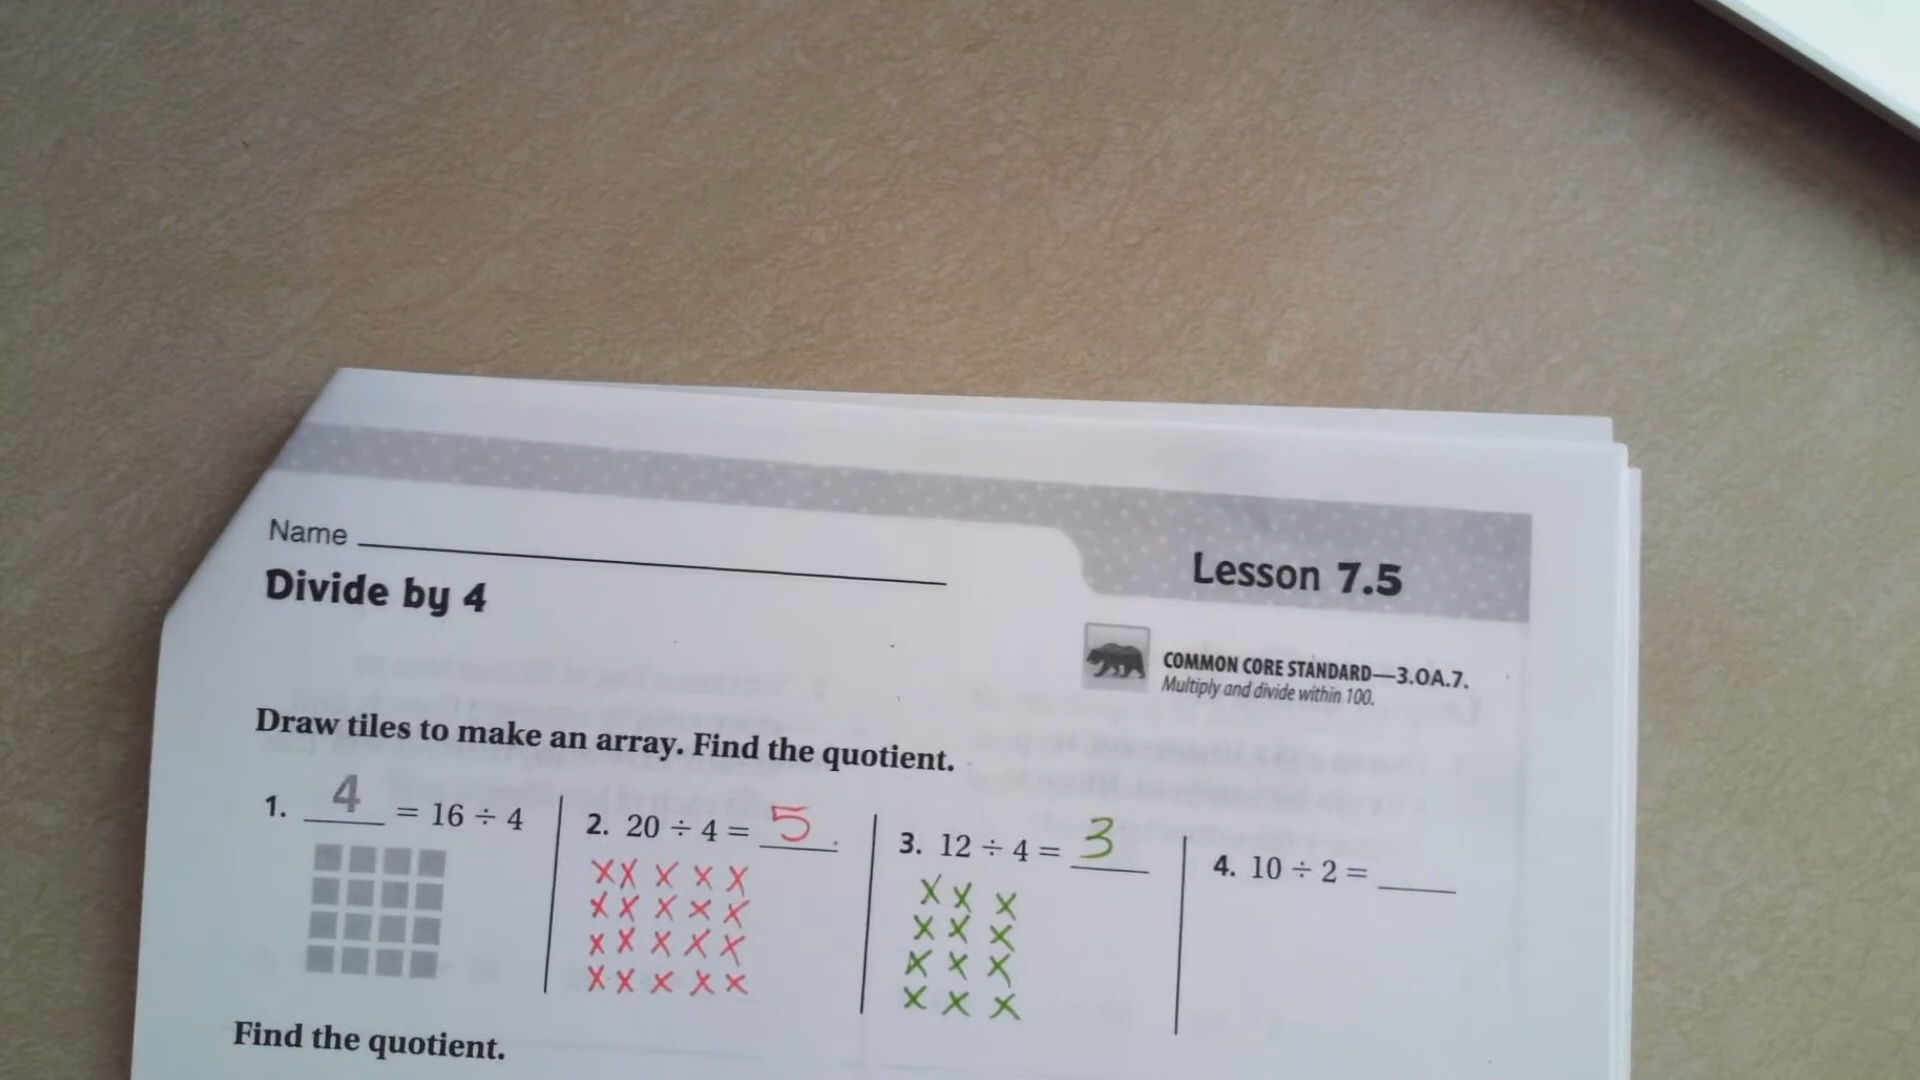 Name
Lesson 7.5
Divide by 4
COMMON CORE STANDARD—3.OA.7.
Multiply and divide within 100.
Draw tiles to make an array. Find the quotient.
1. 4 = 16 ÷ 4
2. 20 ÷ 4 = 5
3. 12 ÷ 4 = 3
4. 10 ÷ 2 =
X X X X X
X X X X X
X X X X X
X X X X X
X X X
X X X
X X X
X X X
Find the quotient.